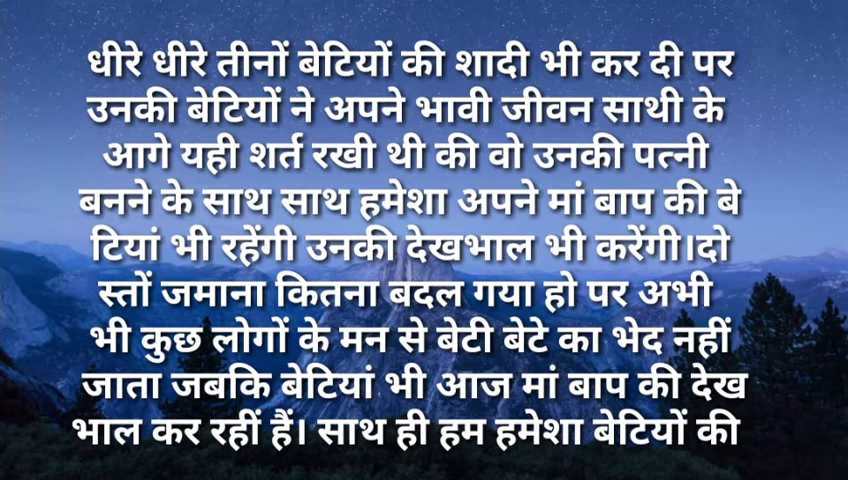 धीरे धीरे तीनों बेटियों की शादी भी कर दी पर
उनकी बेटियों ने अपने भावी जीवन साथी के
आगे यही शर्त रखी थी की वो उनकी पत्नी
बनने के साथ साथ हमेशा अपने मां बाप की बे
टियां भी रहेंगी उनकी देखभाल भी करेंगी।दो
स्तों जमाना कितना बदल गया हो पर अभी
भी कुछ लोगों के मन से बेटी बेटे का भेद नहीं
जाता जबकि बेटियां भी आज मां बाप की देख
भाल कर रहीं हैं। साथ ही हम हमेशा बेटियों की